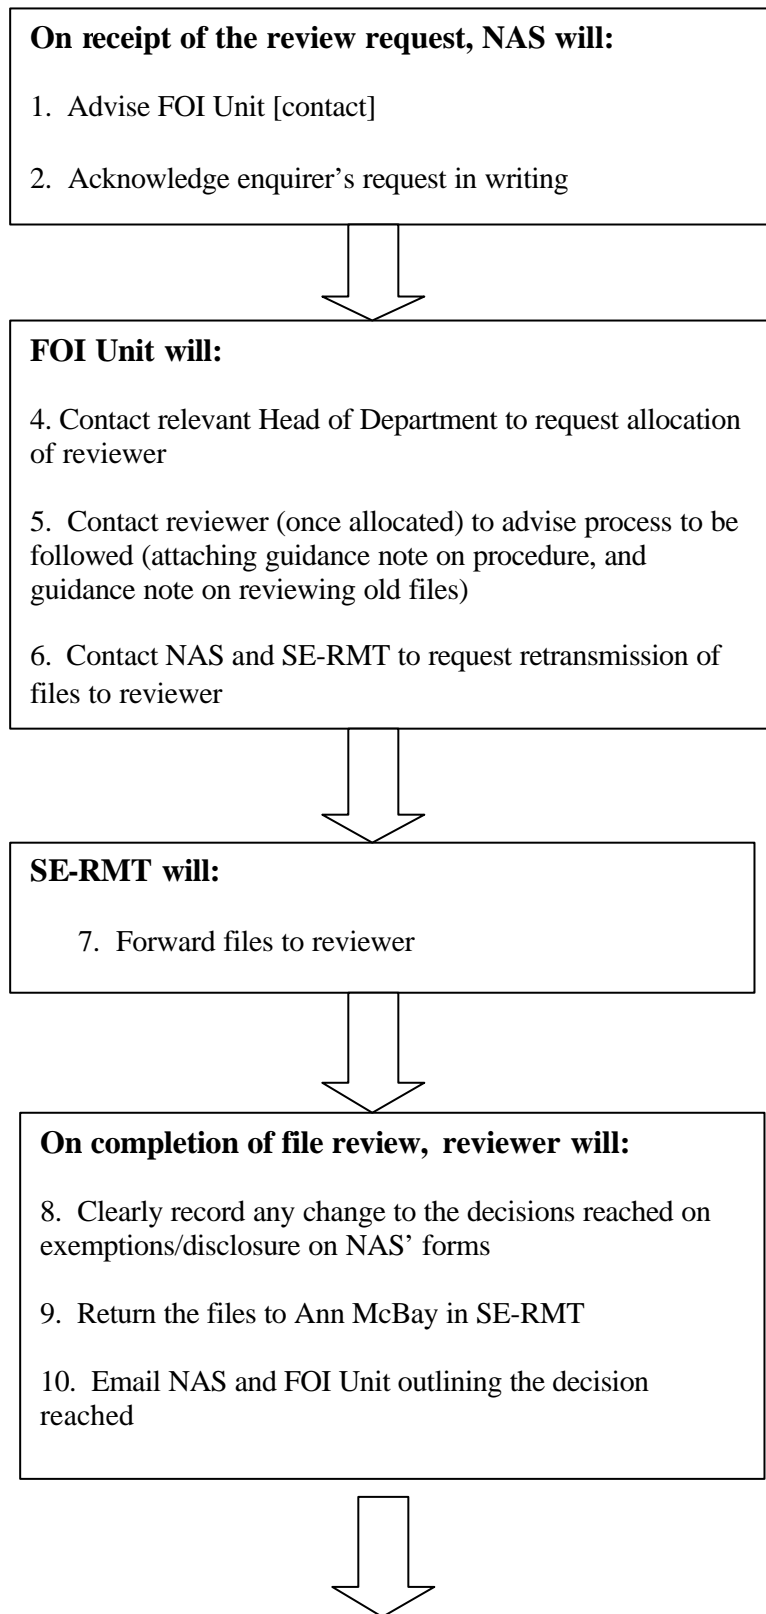 On receipt of the review request, NAS will:
1. Advise FOI Unit [contact]
2. Acknowledge enquirer’s request in writing
FOI Unit will:
4. Contact relevant Head of Department to request allocation
of reviewer
5. Contact reviewer (once allocated) to advise process to be
followed (attaching guidance note on procedure, and
guidance note on reviewing old files)
6. Contact NAS and SE-RMT to request retransmission of
files to reviewer
SE-RMT will:
7. Forward files to reviewer
On completion of file review, reviewer will:
8. Clearly record any change to the decisions reached on
exemptions/disclosure on NAS’ forms
9. Return the files to Ann McBay in SE-RMT
10. Email NAS and FOI Unit outlining the decision
reached